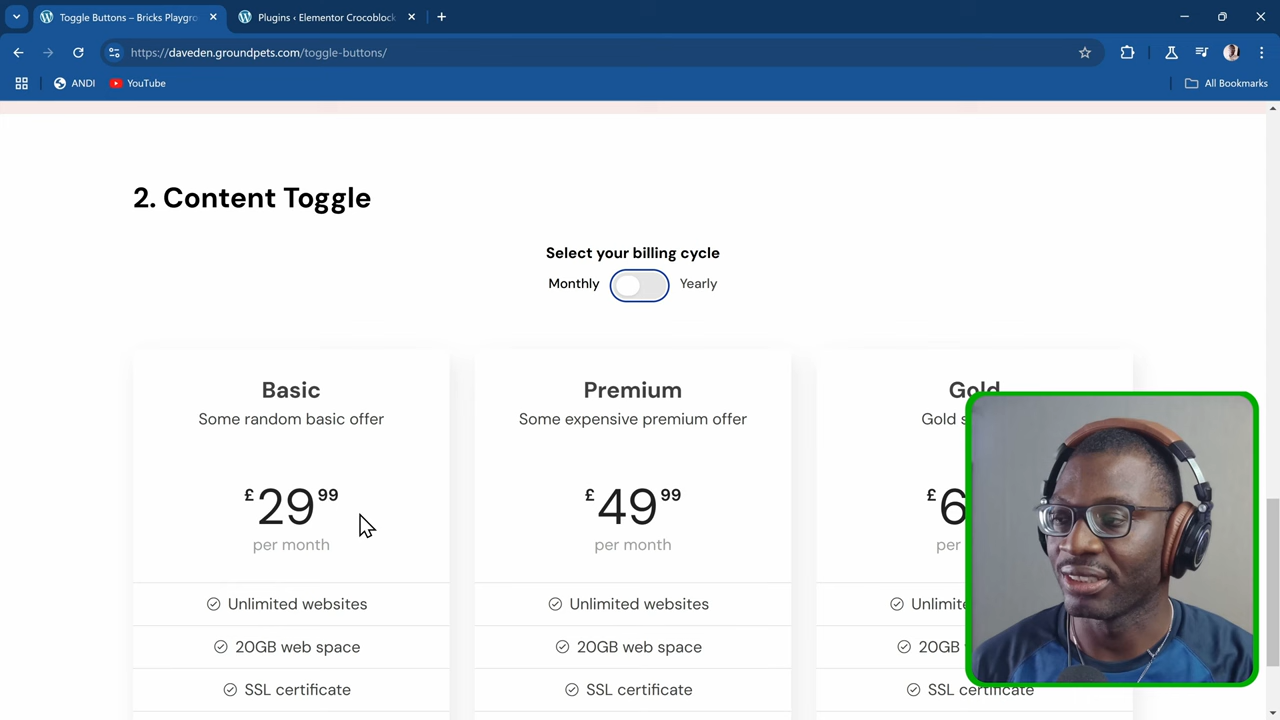 Toggle Buttons – Bricks Playgro
Plugins ‹ Elementor Crocoblock
https://daveden.groundpets.com/toggle-buttons/
ANDI
YouTube
All Bookmarks
2. Content Toggle
Select your billing cycle
Monthly
Yearly
Basic
Some random basic offer
£29 99
per month
Unlimited websites
20GB web space
SSL certificate
Premium
Some expensive premium offer
£49 99
per month
Unlimited websites
20GB web space
SSL certificate
Gold
Gold s
£6
per
Unlimite
20GB
SSL certificate